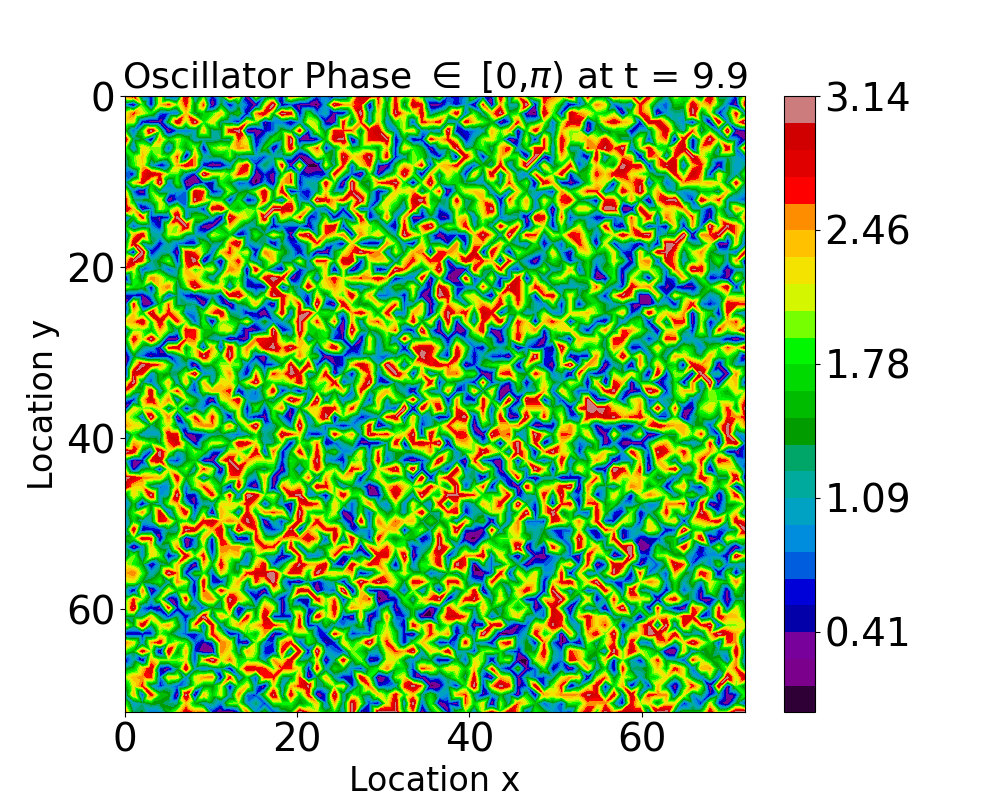 Oscillator Phase ∈ [0,π) at t = 9.9
0
20
40
60
Location y
0 20 40 60
Location x
3.14
2.46
1.78
1.09
0.41